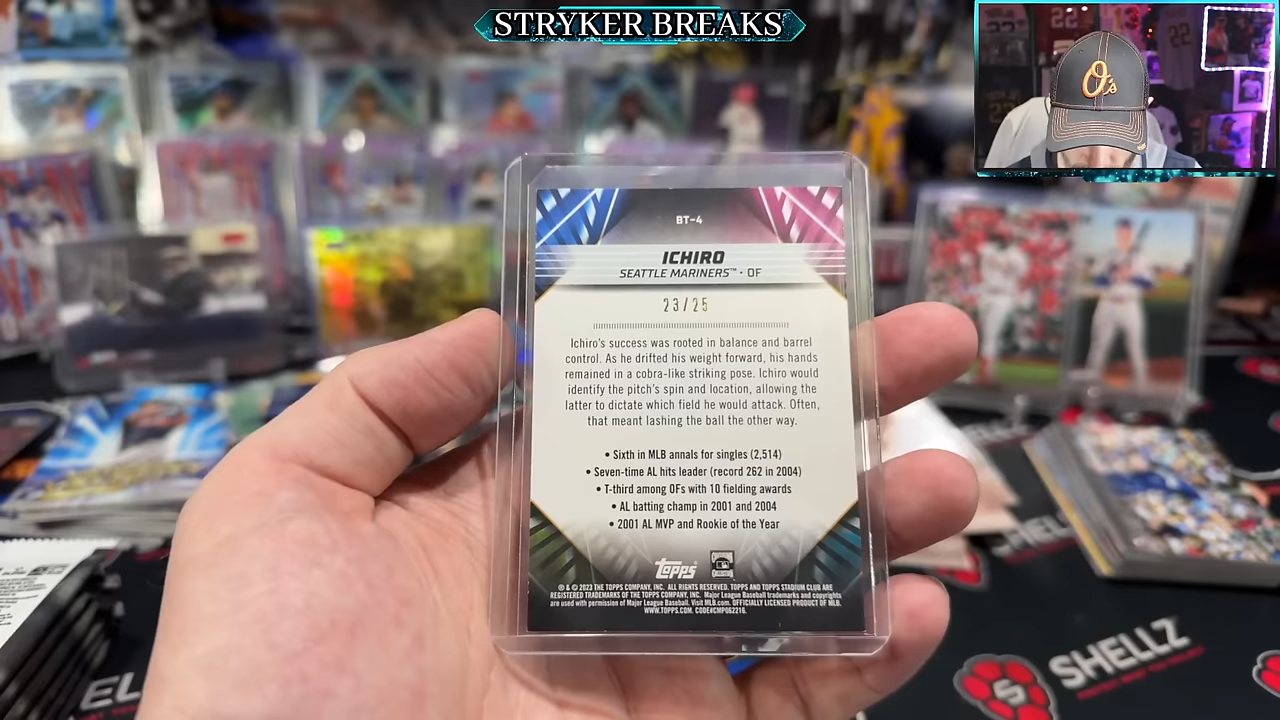 STRYKER BREAKS
O's
BT-4
ICHIRO
SEATTLE MARINERS™ • OF
23/25
Ichiro's success was rooted in balance and barrel
control. As he drifted his weight forward, his hands
remained in a cobra-like striking pose. Ichiro would
identify the pitch's spin and location, allowing the
latter to dictate which field he would attack. Often,
that meant lashing the ball the other way.
• Sixth in MLB annals for singles (2,514)
• Seven-time AL hits leader (record 262 in 2004)
• T-third among OFs with 10 fielding awards
• AL batting champ in 2001 and 2004
• 2001 AL MVP and Rookie of the Year
Topps
® & © 2023 THE TOPPS COMPANY, INC. ALL RIGHTS RESERVED. TOPPS AND TOPPS STADIUM CLUB ARE
REGISTERED TRADEMARKS OF THE TOPPS COMPANY, INC. Major League Baseball trademarks and copyrights
are used with permission of Major League Baseball. Visit MLB.com. OFFICIALLY LICENSED PRODUCT OF MLB.
WWW.TOPPS.COM. CODE#CMP062216.
S SHELLZ
EL
22
22